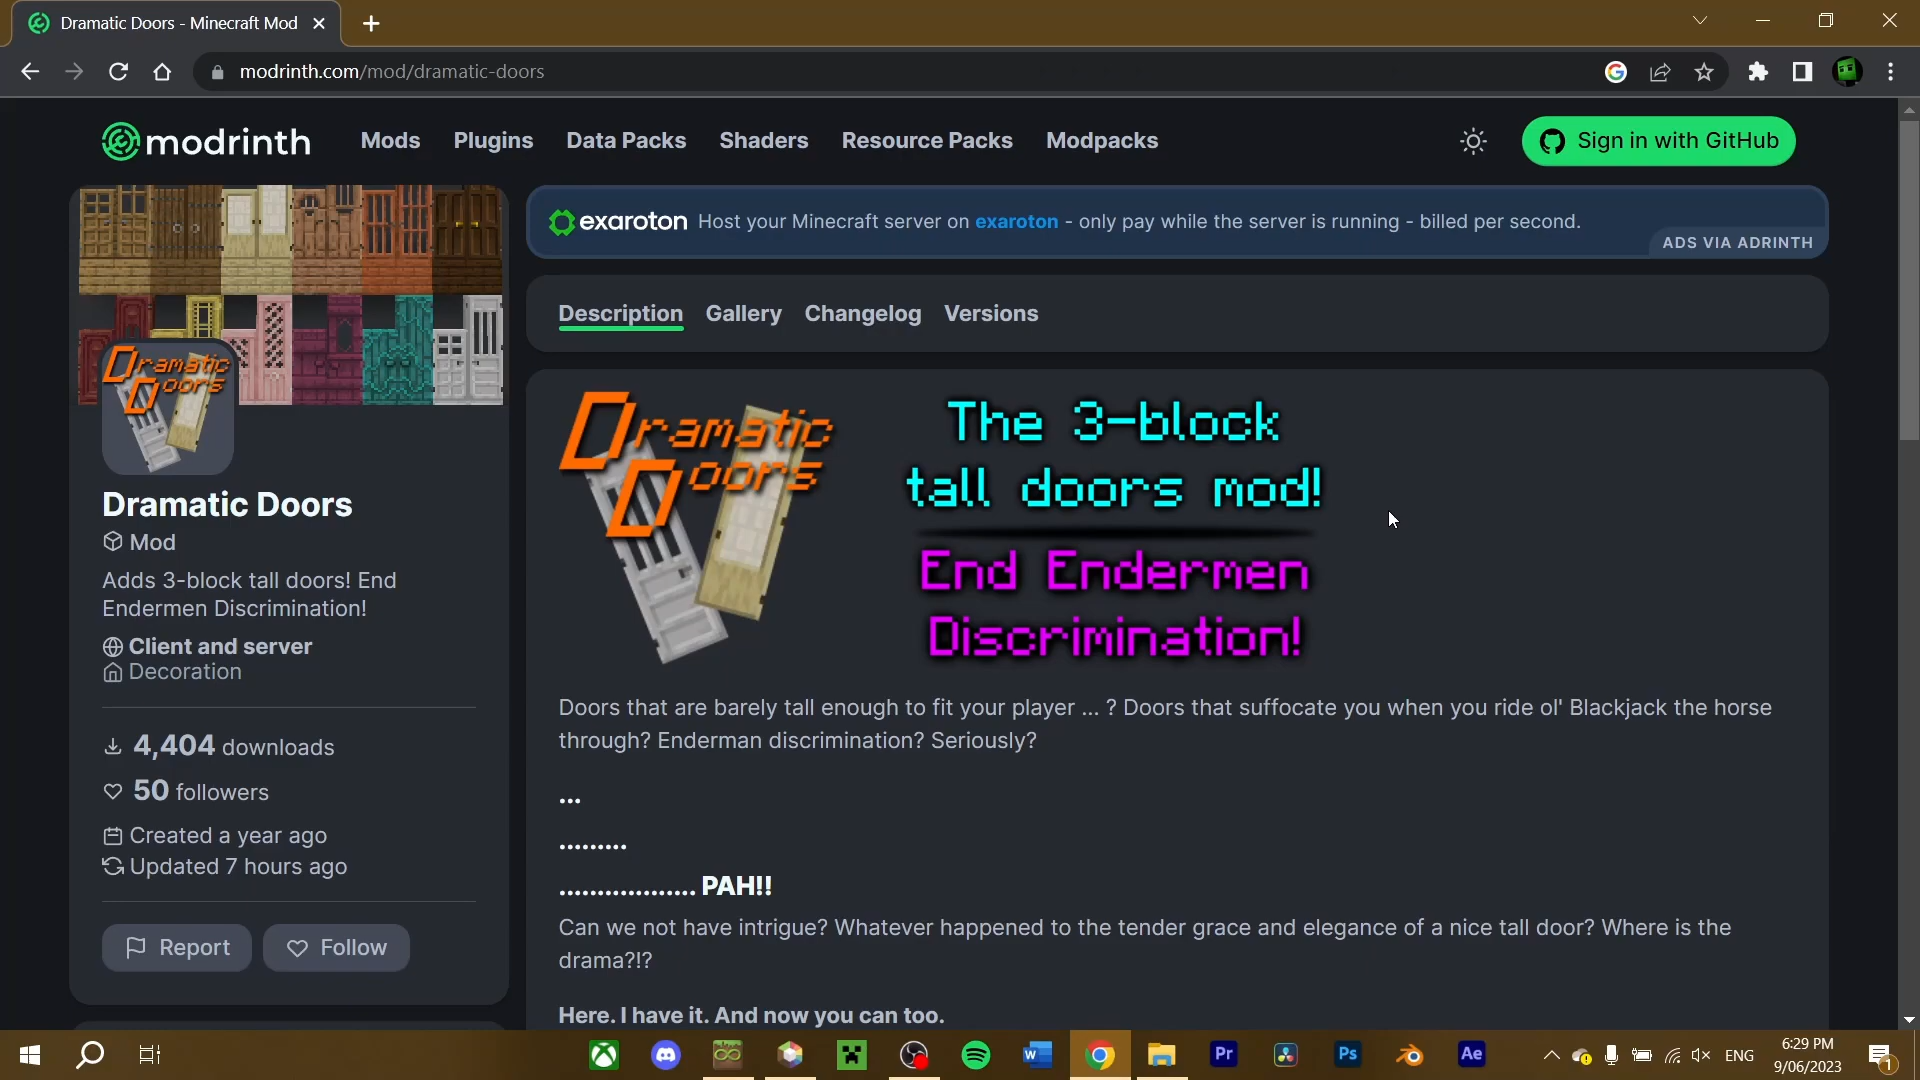 Dramatic Doors - Minecraft Mod
modrinth.com/mod/dramatic-doors
modrinth
Mods
Plugins
Data Packs
Shaders
Resource Packs
Modpacks
Sign in with GitHub
exaroton Host your Minecraft server on exaroton - only pay while the server is running - billed per second.
ADS VIA ADRINTH
Dramatic
Doors
Dramatic Doors
Mod
Adds 3-block tall doors! End
Endermen Discrimination!
Client and server
Decoration
4,404 downloads
50 followers
Created a year ago
Updated 7 hours ago
Report
Follow
Description
Gallery
Changelog
Versions
Dramatic
Doors
The 3-block
tall doors mod!
End Endermen
Discrimination!
Doors that are barely tall enough to fit your player ... ? Doors that suffocate you when you ride ol' Blackjack the horse
through? Enderman discrimination? Seriously?
...
.........
.................. PAH!!
Can we not have intrigue? Whatever happened to the tender grace and elegance of a nice tall door? Where is the
drama?!?
Here. I have it. And now you can too.
W
Pr
Ps
Ae
ENG
6:29 PM
9/06/2023
1